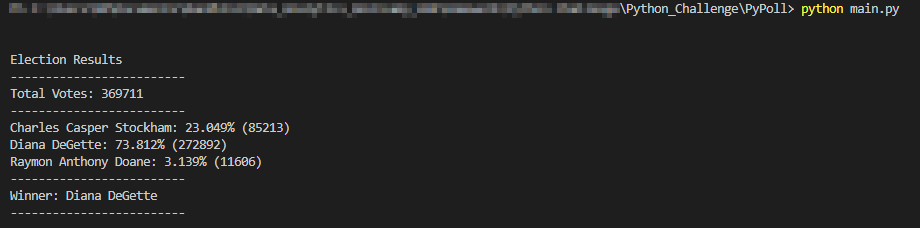 \Python_Challenge\PyPoll> python main.py
Election Results
-------------------------
Total Votes: 369711
-------------------------
Charles Casper Stockham: 23.049% (85213)
Diana DeGette: 73.812% (272892)
Raymon Anthony Doane: 3.139% (11606)
-------------------------
Winner: Diana DeGette
-------------------------